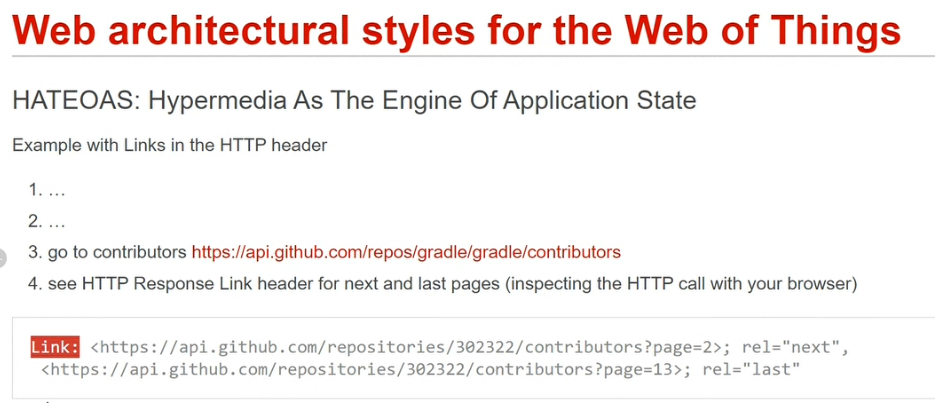 Web architectural styles for the Web of Things
HATEOAS: Hypermedia As The Engine Of Application State
Example with Links in the HTTP header
1. ...
2. ...
3. go to contributors https://api.github.com/repos/gradle/gradle/contributors
4. see HTTP Response Link header for next and last pages (inspecting the HTTP call with your browser)
Link: <https://api.github.com/repositories/302322/contributors?page=2>; rel="next",
<https://api.github.com/repositories/302322/contributors?page=13>; rel="last"